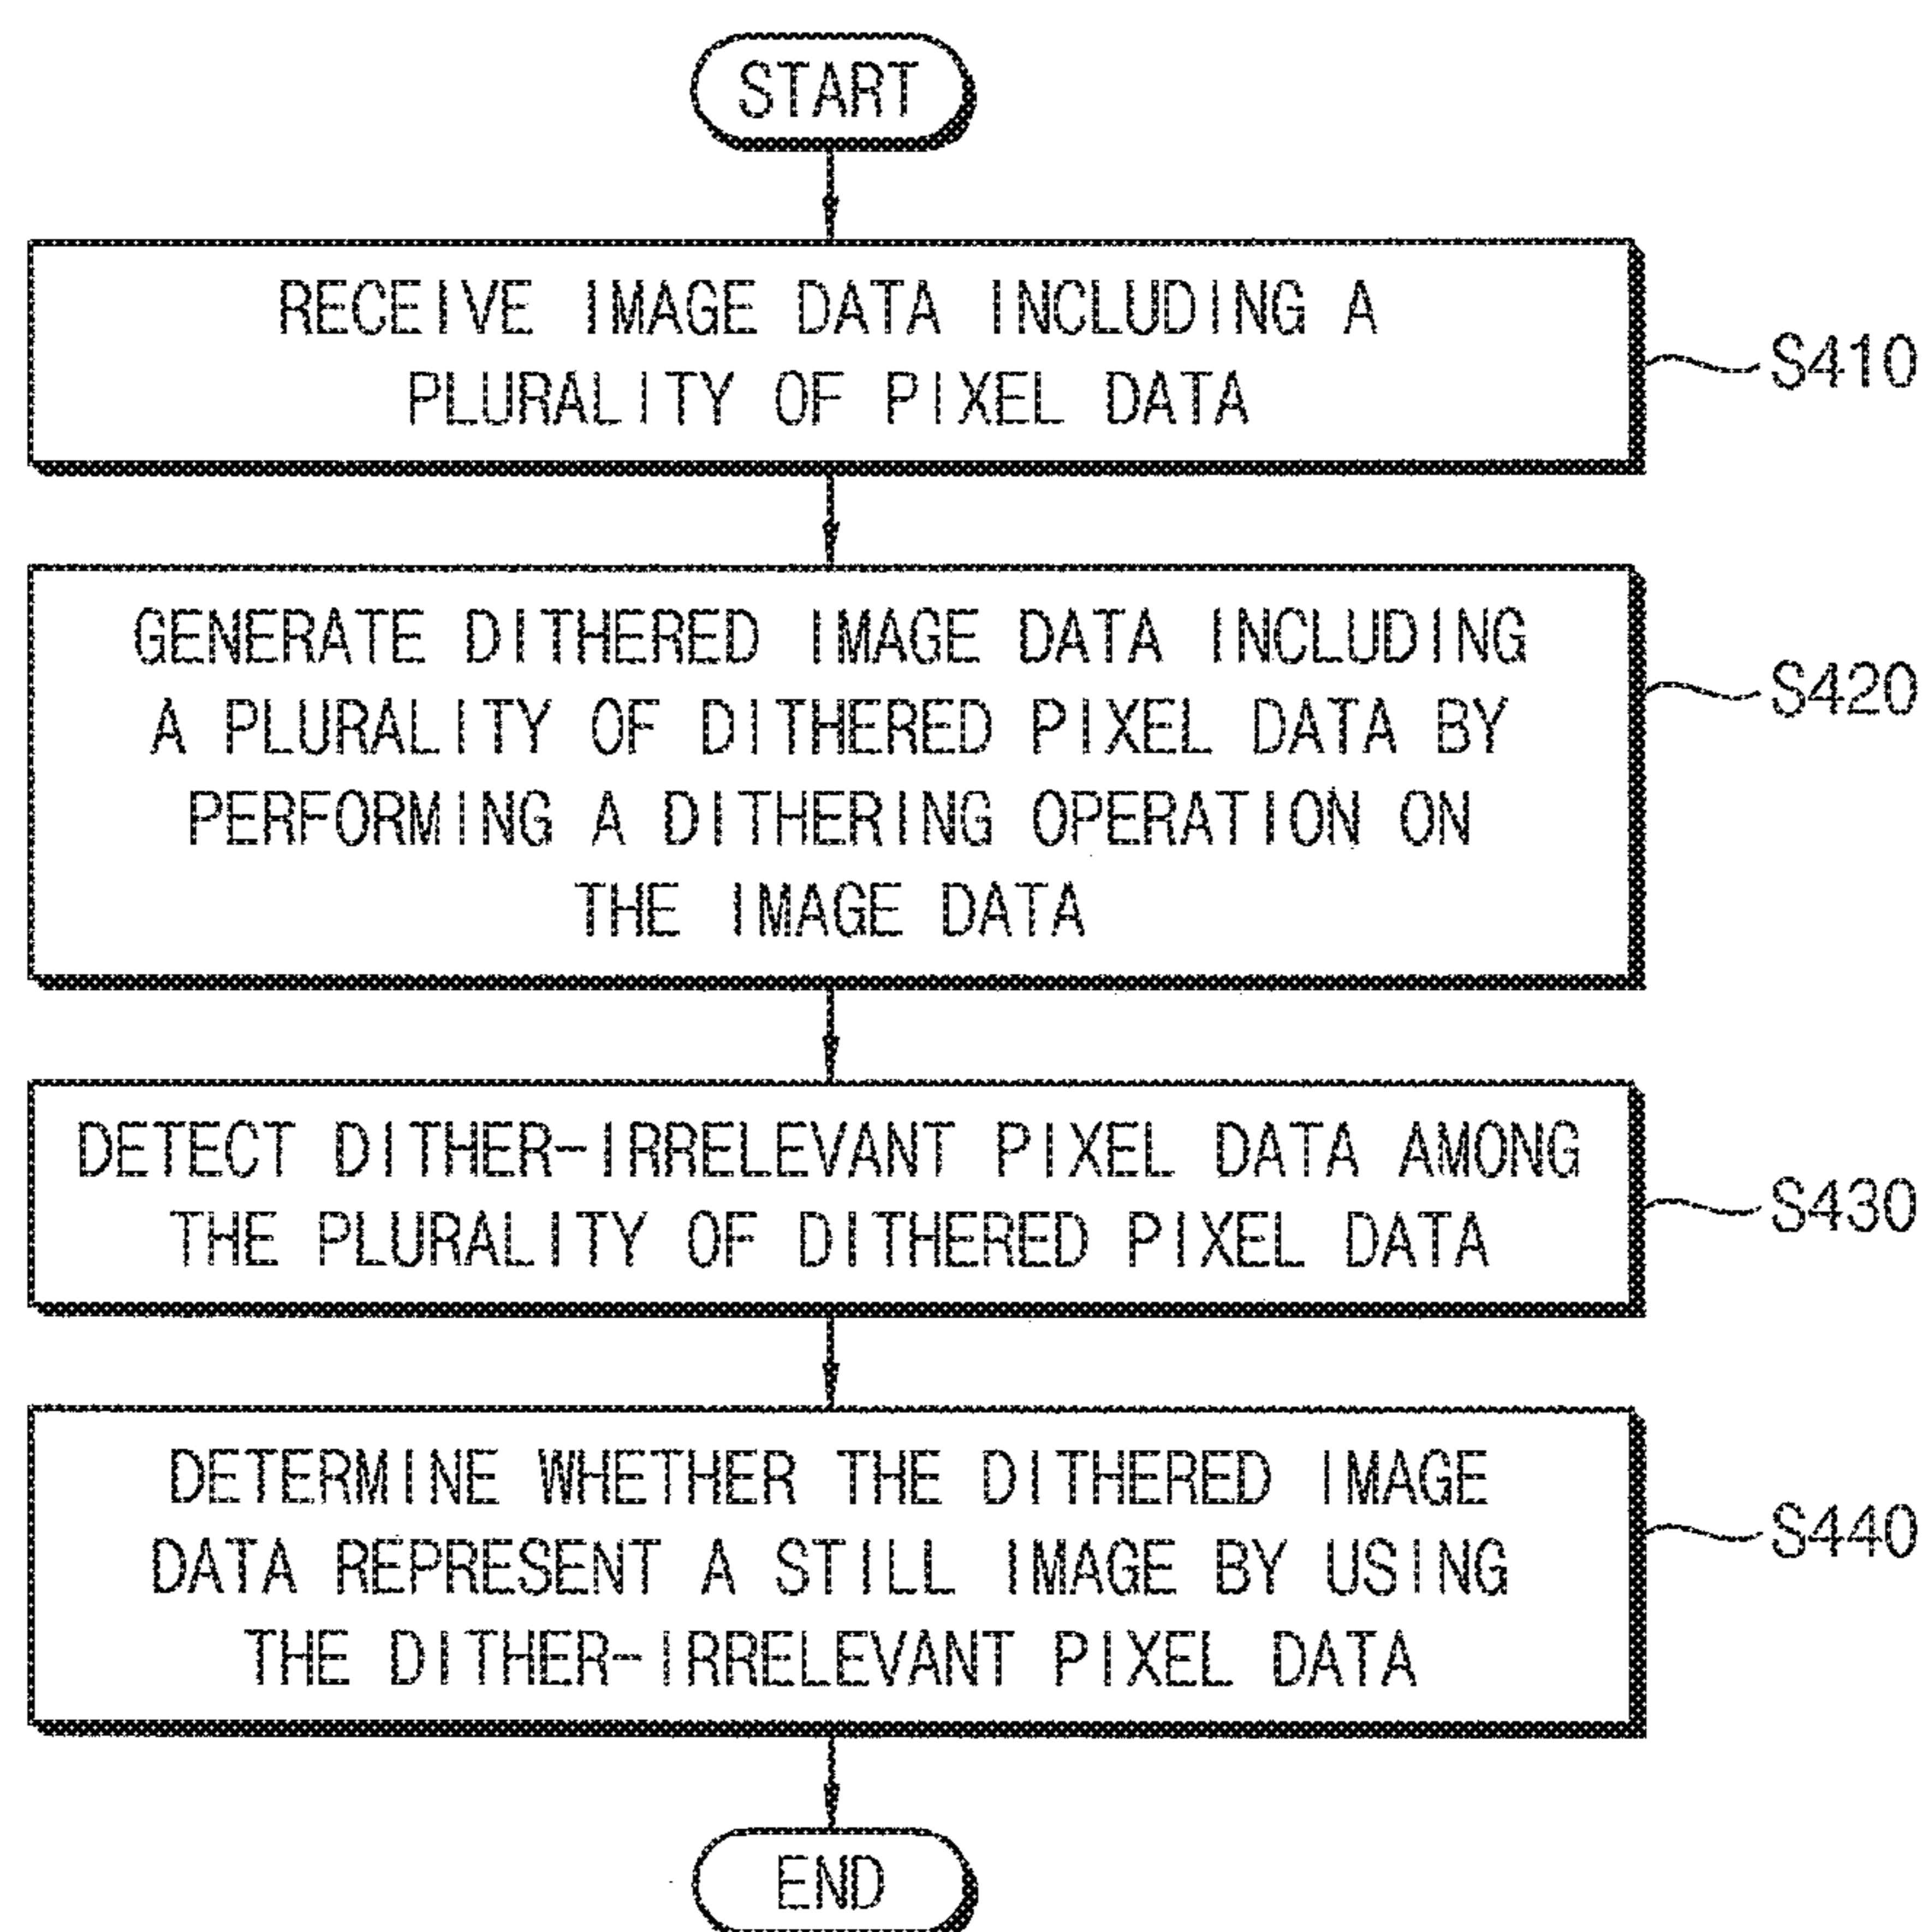 START
RECEIVE IMAGE DATA INCLUDING A
PLURALITY OF PIXEL DATA
S410
GENERATE DITHERED IMAGE DATA INCLUDING
A PLURALITY OF DITHERED PIXEL DATA BY
PERFORMING A DITHERING OPERATION ON
THE IMAGE DATA
S420
DETECT DITHER-IRRELEVANT PIXEL DATA AMONG
THE PLURALITY OF DITHERED PIXEL DATA
S430
DETERMINE WHETHER THE DITHERED IMAGE
DATA REPRESENT A STILL IMAGE BY USING
THE DITHER-IRRELEVANT PIXEL DATA
S440
END